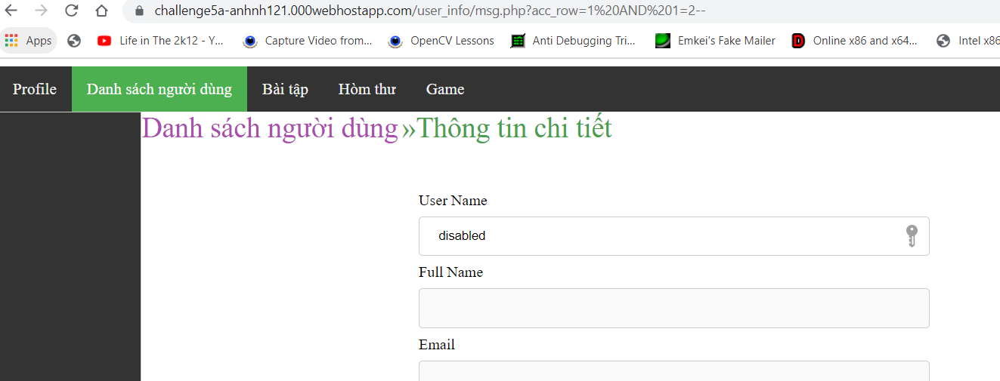 challenge5a-anhnh121.000webhostapp.com/user_info/msg.php?acc_row=1%20AND%201=2--
Apps Life in The 2k12 - Y... Capture Video from... OpenCV Lessons Anti Debugging Tri... Emkei's Fake Mailer D Online x86 and x64... Intel x86
Profile Danh sách người dùng Bài tập Hòm thư Game
Danh sách người dùng »Thông tin chi tiết
User Name
disabled
Full Name
Email